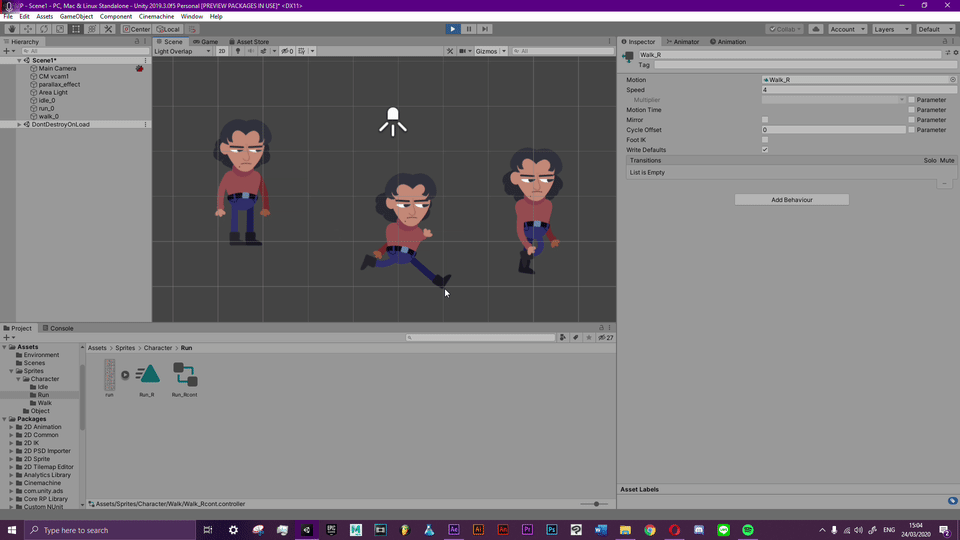 VP - Scene1 - PC, Mac & Linux Standalone - Unity 2019.3.0f5 Personal [PREVIEW PACKAGES IN USE]* <DX11>
File Edit Assets GameObject Component Cinemachine Window Help
Center Local Collab Account Layers Default
Hierarchy Scene Game Asset Store Inspector Animator Animation
All Light Overlap 2D 0 Gizmos All
Scene1*
Main Camera
CM vcam1
parailax_effect
Area Light
idle_0
run_0
walk_0
DontDestroyOnLoad
Walk_R
Tag
Motion Walk_R
Speed 4
Multiplier Parameter
Motion Time Parameter
Mirror Parameter
Cycle Offset 0 Parameter
Foot IK
Write Defaults
Transitions Solo Mute
List is Empty
Add Behaviour
Project Console
27
Assets
Environment
Scenes
Sprites
Character
Idle
Run
Walk
Object
Packages
2D Animation
2D Common
2D IK
2D PSD Importer
2D Sprite
2D Tilemap Editor
Analytics Library
Cinemachine
com.unity.ads
Core RP Library
Custom NUnit
Assets Sprites Character Run
run Run_R Run_Rcont
Assets/Sprites/Character/Walk/Walk_Rcont.controller
Asset Labels
Type here to search
ENG
15:04
24/03/2020